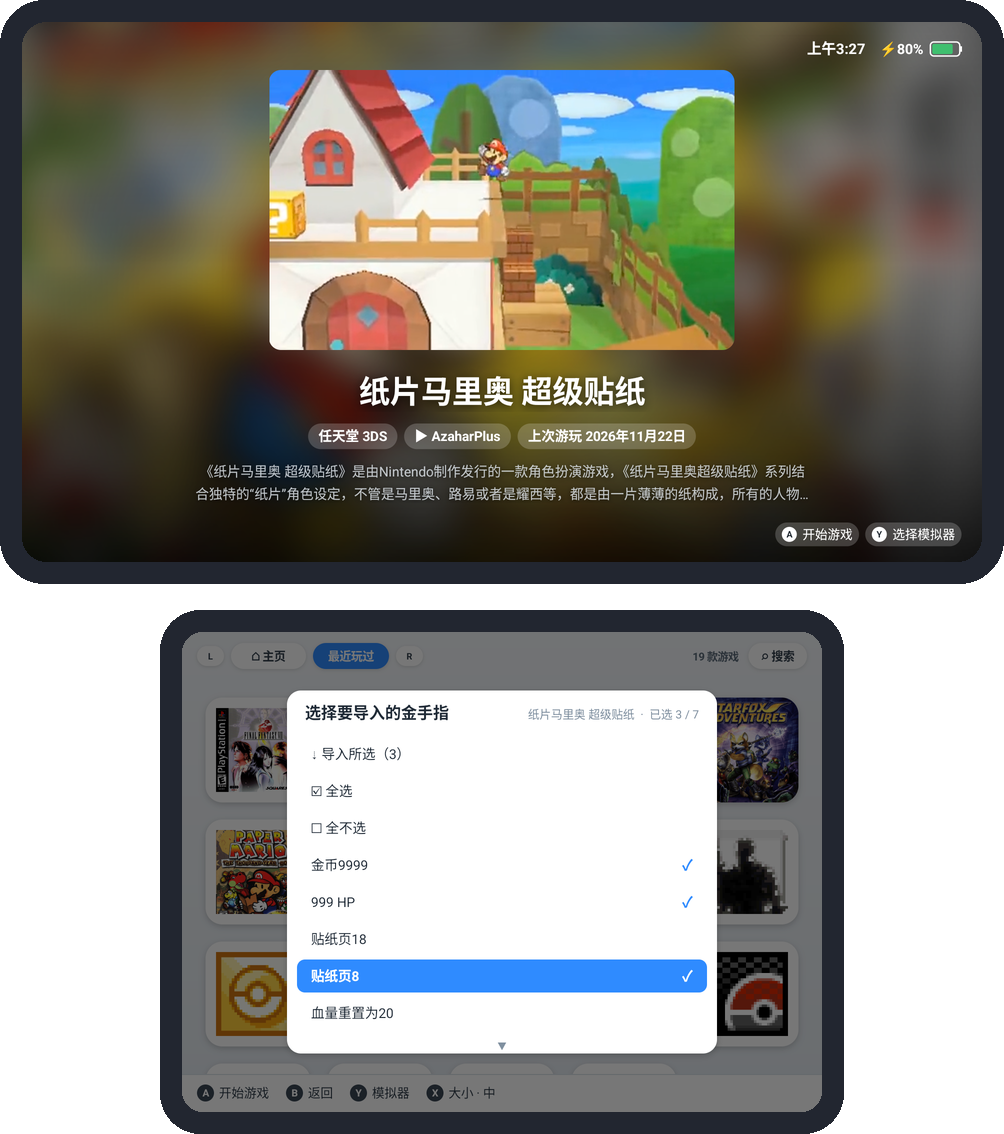 上午3:27 ⚡80%
纸片马里奥 超级贴纸
任天堂 3DS ▶ AzaharPlus 上次游玩 2026年11月22日
《纸片马里奥 超级贴纸》是由Nintendo制作发行的一款角色扮演游戏，《纸片马里奥超级贴纸》系列结
合独特的“纸片”角色设定，不管是马里奥、路易或者是耀西等，都是由一片薄薄的纸构成，所有的人物...
A 开始游戏 Y 选择模拟器
L 主页 最近玩过 R 19 款游戏 搜索
选择要导入的金手指 纸片马里奥 超级贴纸 · 已选 3 / 7
↓ 导入所选（3）
☑ 全选
☐ 全不选
金币9999 ✓
999 HP ✓
贴纸页18
贴纸页8 ✓
血量重置为20
▼
PlayStation
FINAL FANTASY VIII
STARFOX
ADVENTURES
PAPER
MARIO
A 开始游戏 B 返回 Y 模拟器 X 大小 · 中